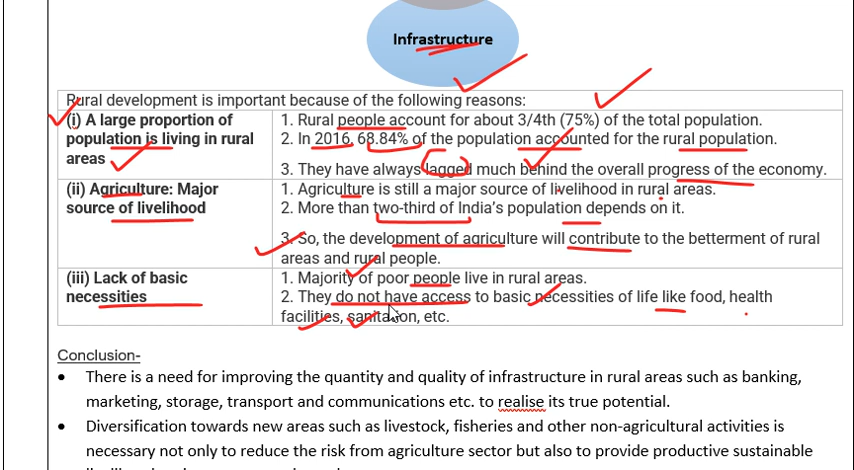 Infrastructure
Rural development is important because of the following reasons:
(i) A large proportion of
population is living in rural
areas
1. Rural people account for about 3/4th (75%) of the total population.
2. In 2016, 68.84% of the population accounted for the rural population.
3. They have always lagged much behind the overall progress of the economy.
(ii) Agriculture: Major
source of livelihood
1. Agriculture is still a major source of livelihood in rural areas.
2. More than two-third of India's population depends on it.
3. So, the development of agriculture will contribute to the betterment of rural
areas and rural people.
(iii) Lack of basic
necessities
1. Majority of poor people live in rural areas.
2. They do not have access to basic necessities of life like food, health
facilities, sanitation, etc.
Conclusion-
• There is a need for improving the quantity and quality of infrastructure in rural areas such as banking,
marketing, storage, transport and communications etc. to realise its true potential.
• Diversification towards new areas such as livestock, fisheries and other non-agricultural activities is
necessary not only to reduce the risk from agriculture sector but also to provide productive sustainable